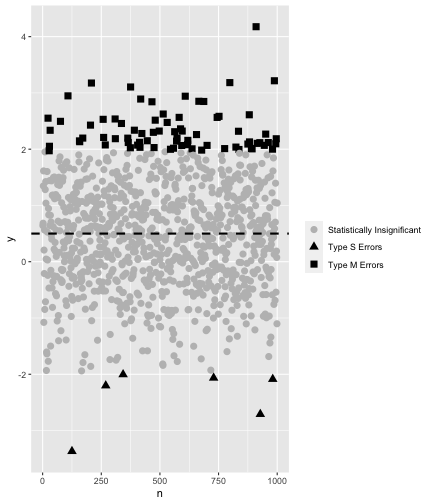 4
2
0
-2
y
0
250
500
750
1000
n
Statistically Insignificant
Type S Errors
Type M Errors